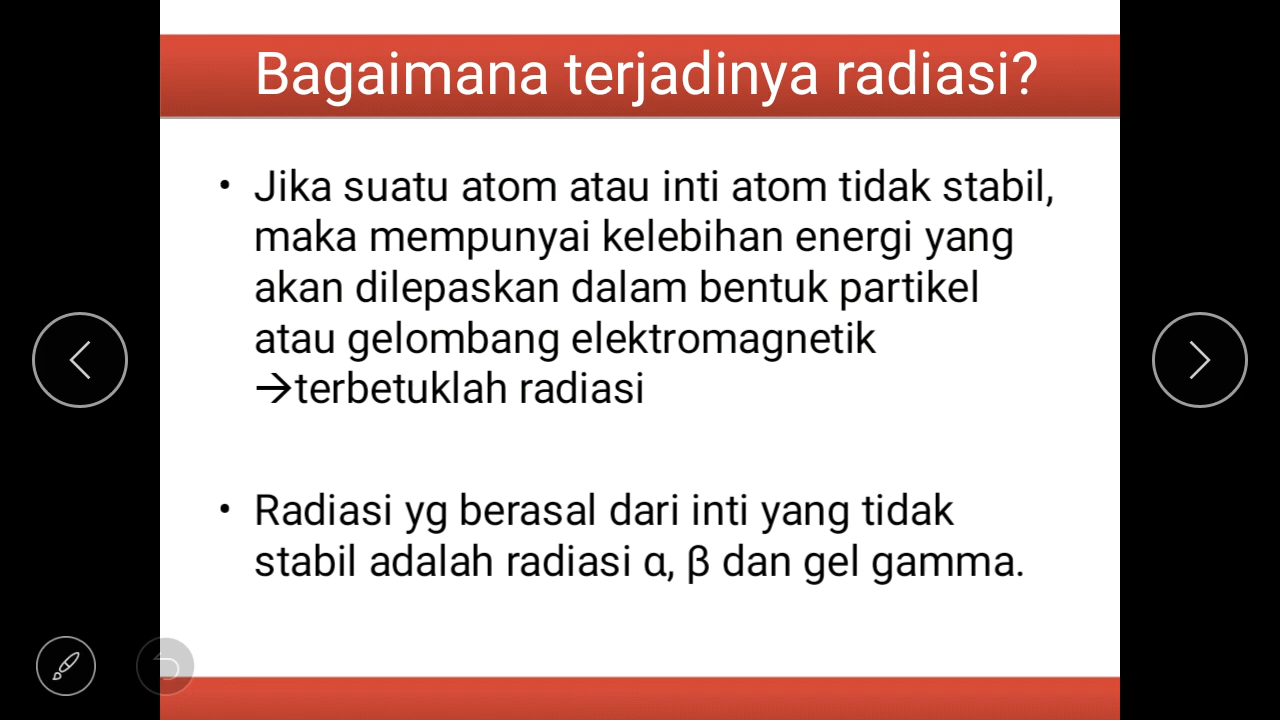 Bagaimana terjadinya radiasi?
• Jika suatu atom atau inti atom tidak stabil,
maka mempunyai kelebihan energi yang
akan dilepaskan dalam bentuk partikel
atau gelombang elektromagnetik
→terbetuklah radiasi
• Radiasi yg berasal dari inti yang tidak
stabil adalah radiasi α, β dan gel gamma.